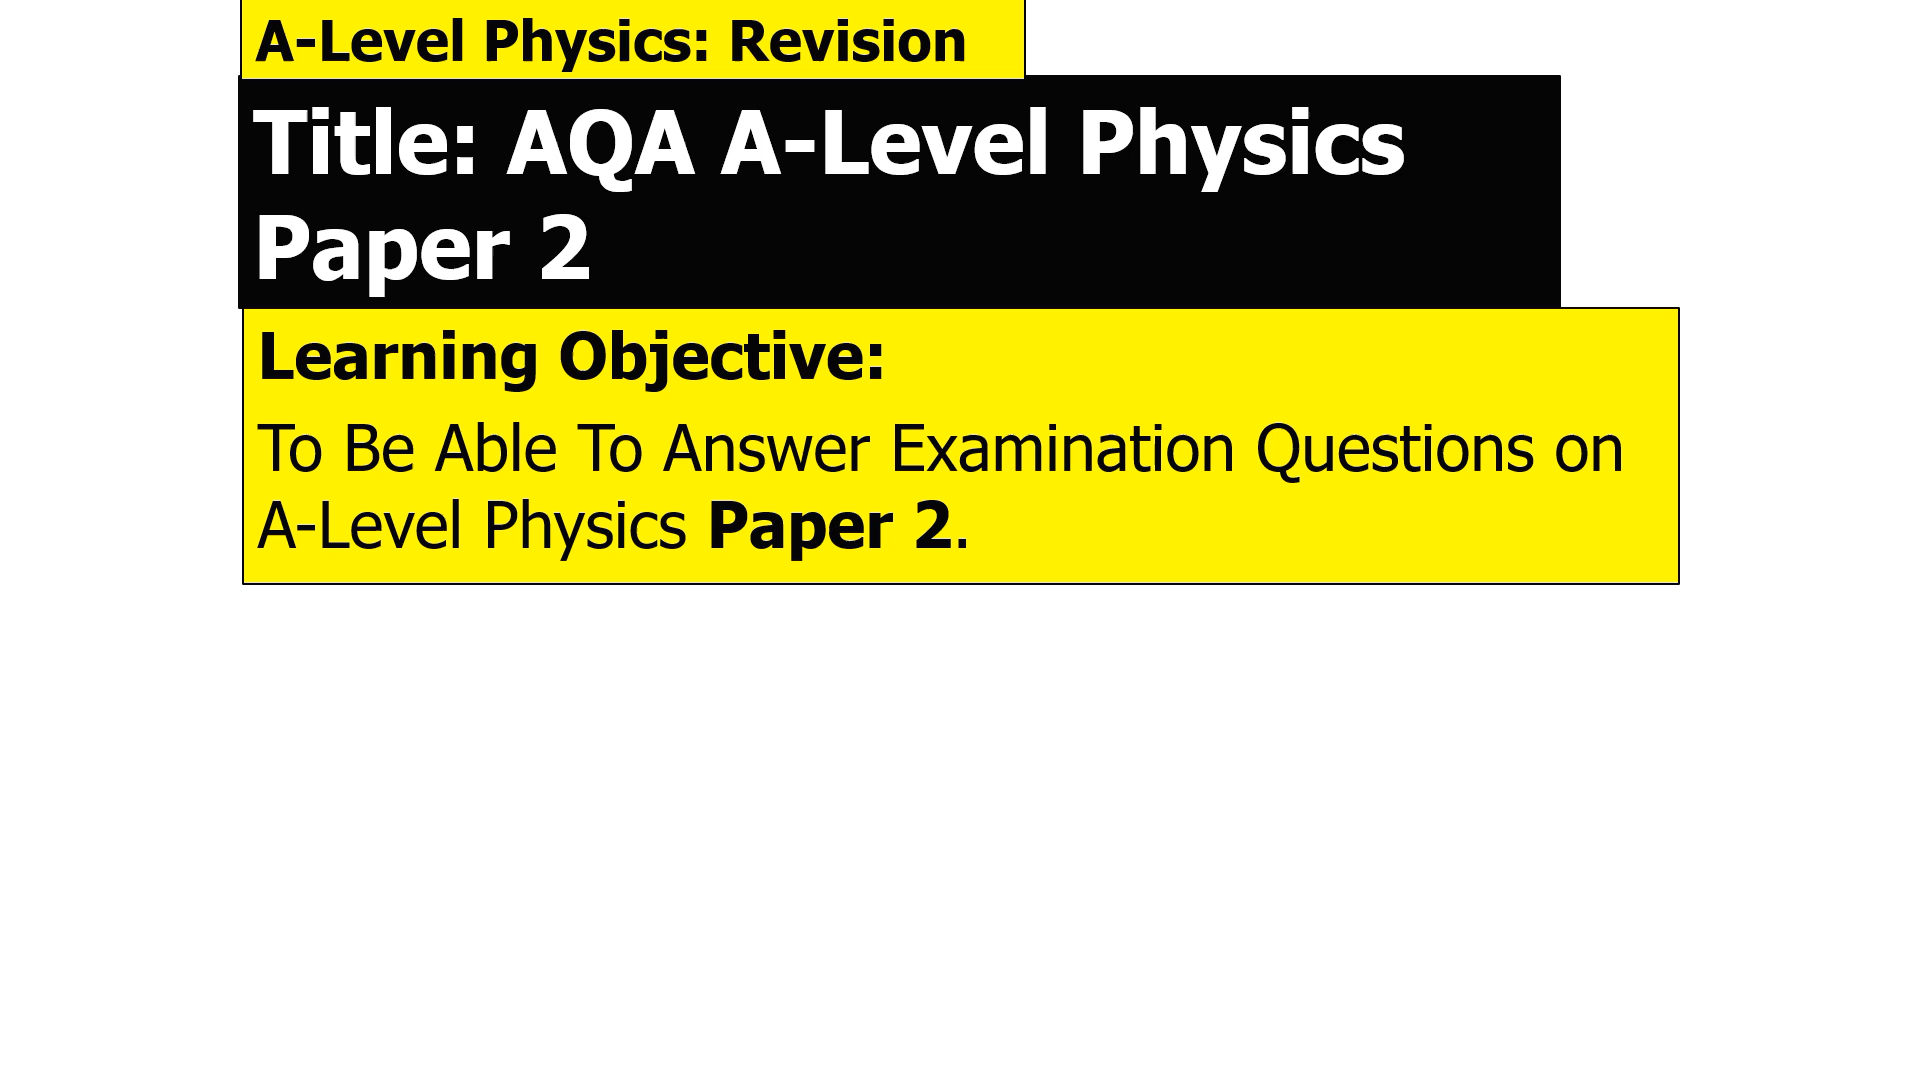 A-Level Physics: Revision
Title: AQA A-Level Physics
Paper 2
Learning Objective:
To Be Able To Answer Examination Questions on
A-Level Physics Paper 2.